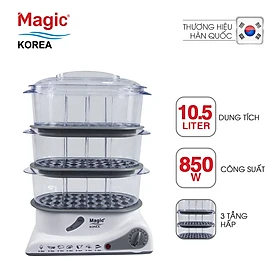 Magic®
KOREA
THƯƠNG HIỆU
HÀN QUỐC
10.5
LITER
DUNG TÍCH
850
W
CÔNG SUẤT
3 TẦNG
HẤP
Magic
KOREA